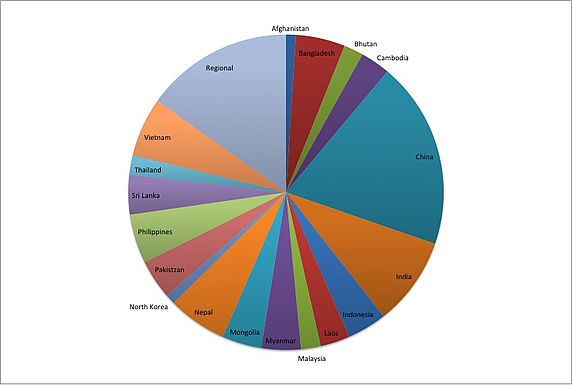 Afghanistan
Bangladesh
Bhutan
Cambodia
China
India
Indonesia
Laos
Malaysia
Myanmar
Mongolia
Nepal
North Korea
Pakistzan
Philippines
Sri Lanka
Thailand
Vietnam
Regional